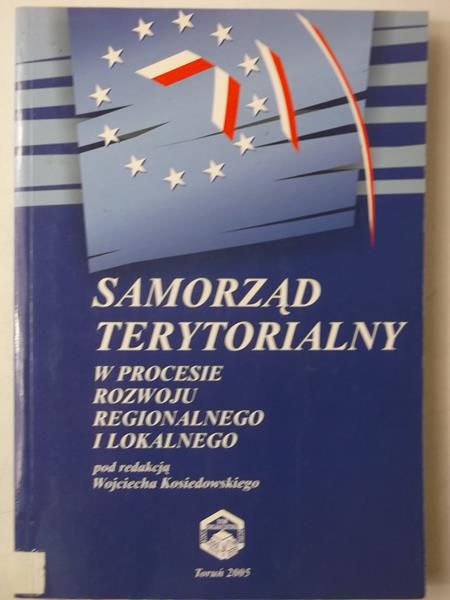 SAMORZĄD
TERYTORIALNY
W PROCESIE
ROZWOJU
REGIONALNEGO
I LOKALNEGO
pod redakcją
Wojciecha Kosiedowskiego
Toruń 2005